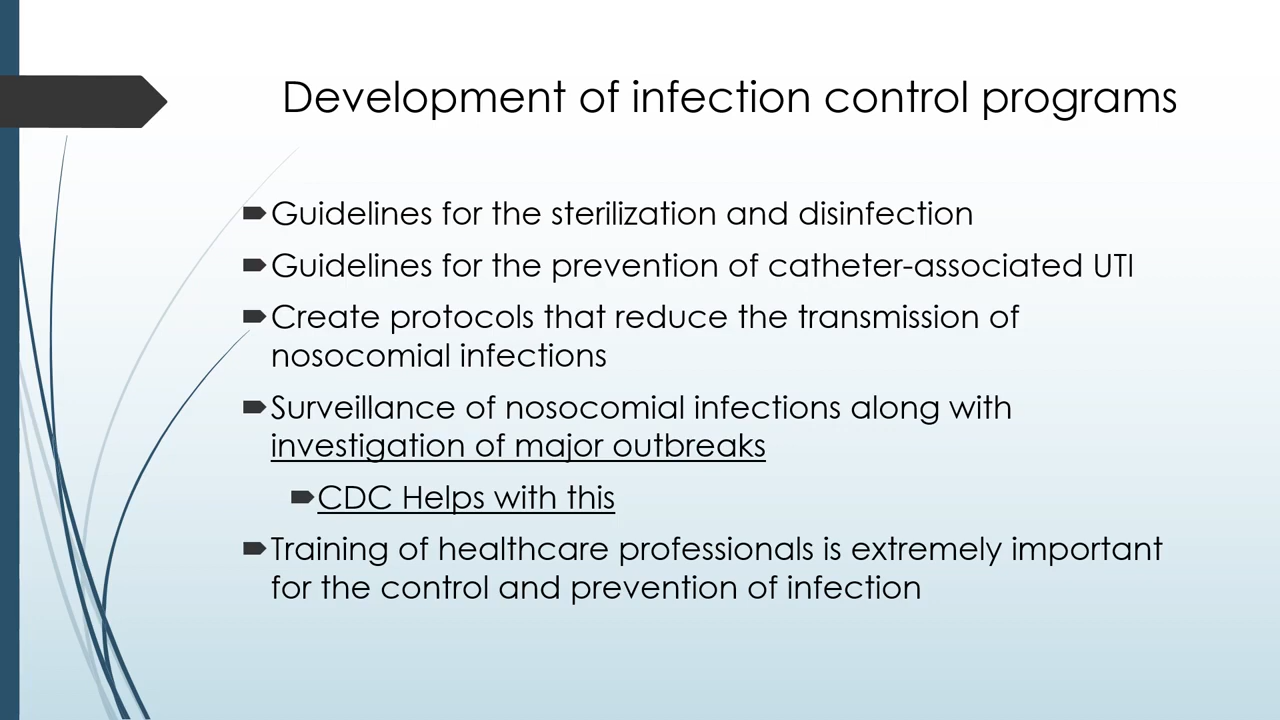 Development of infection control programs
Guidelines for the sterilization and disinfection
Guidelines for the prevention of catheter-associated UTI
Create protocols that reduce the transmission of
nosocomial infections
Surveillance of nosocomial infections along with
investigation of major outbreaks
CDC Helps with this
Training of healthcare professionals is extremely important
for the control and prevention of infection